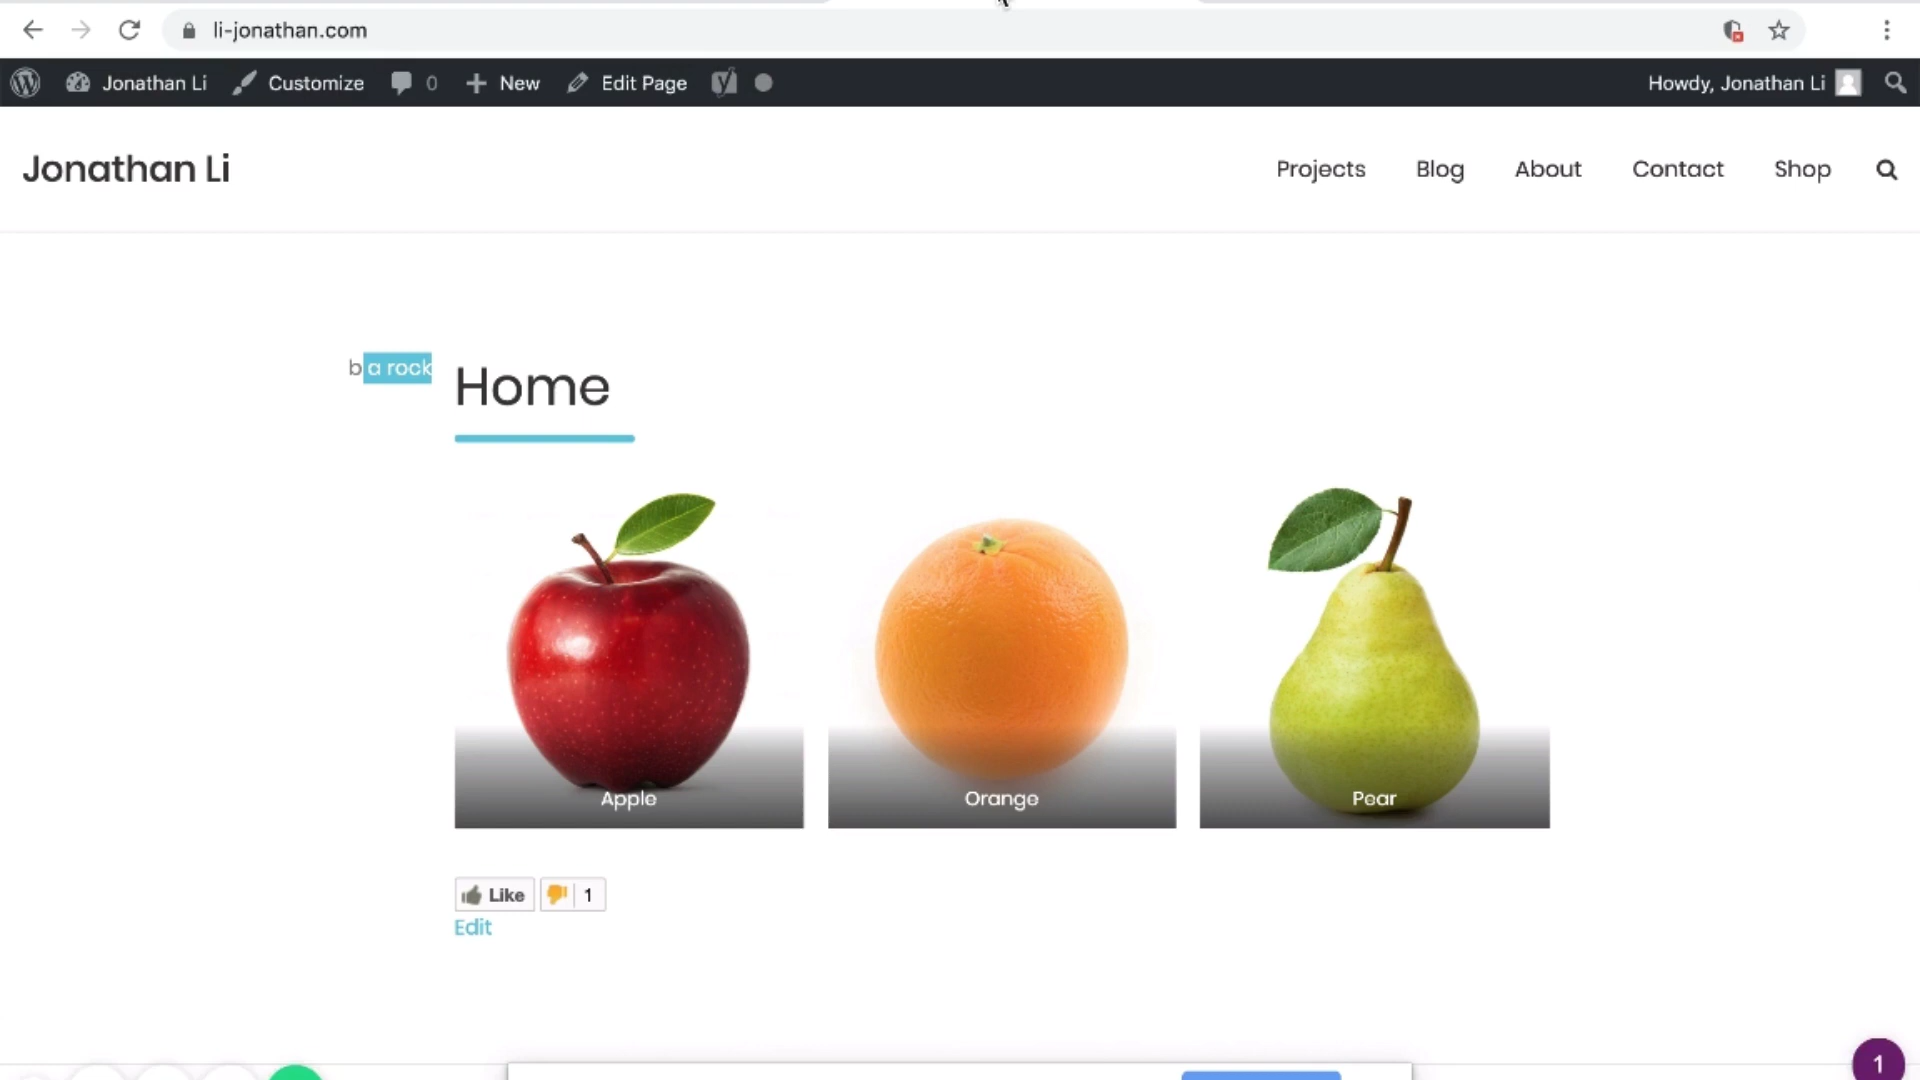 li-jonathan.com
Jonathan Li Customize 0 New Edit Page Howdy, Jonathan Li
Jonathan Li
Projects Blog About Contact Shop
b a rock
Home
Apple Orange Pear
Like 1
Edit
1